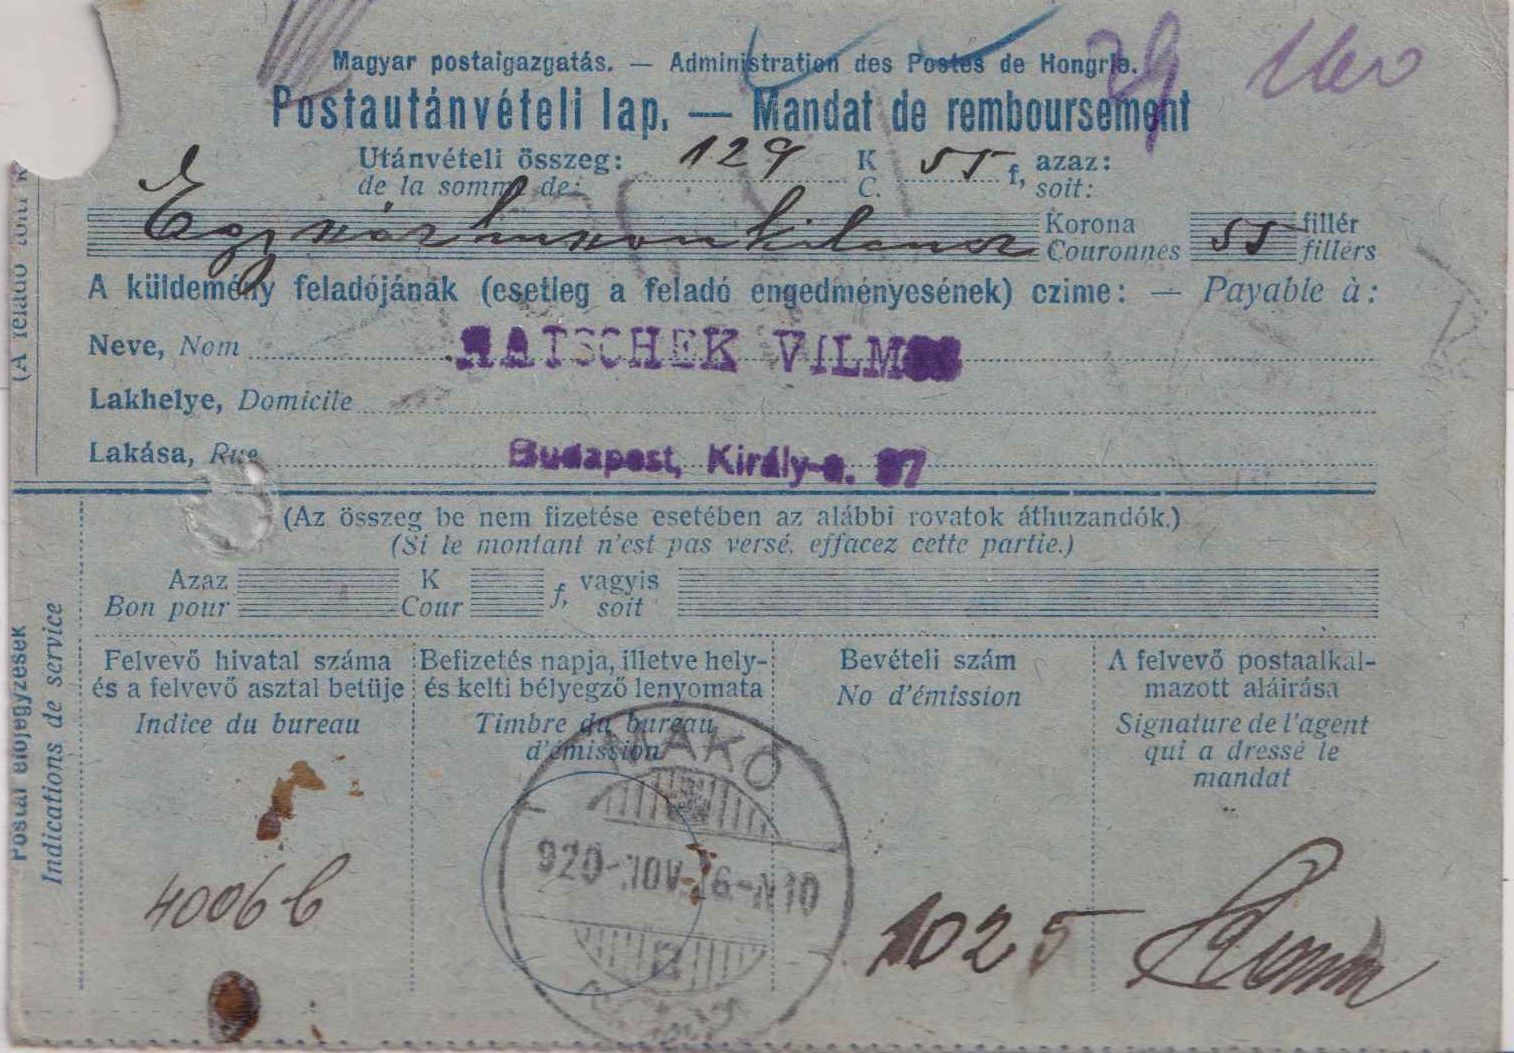 Magyar postaigazgatás. — Administration des Postes de Hongrie.
Postautánvételi lap. — Mandat de remboursement
Utánvételi összeg: 129 K 55 f, azaz:
de la somme de: C. soit:
Egyszázhuszonkilencz Korona 55 fillér
Couronnes fillérs
A küldemény feladójának (esetleg a feladó engedményesének) czime: — Payable à:
Neve, Nom RATSCHEK VILMOS
Lakhelye, Domicile
Lakása, Rue Budapest, Király-u. 97
(Az összeg be nem fizetése esetében az alábbi rovatok áthuzandók.)
(Si le montant n'est pas versé, effacez cette partie.)
Azaz K f, vagyis
Bon pour Cour soit
Postai előjegyzések
Indications de service
Felvevő hivatal száma
és a felvevő asztal betüje
Indice du bureau
4006 b
Befizetés napja, illetve hely-
és kelti bélyegző lenyomata
Timbre du bureau
d'émission
MAKÓ
920-NOV-16-N10
Bevételi szám
No d'émission
1025
A felvevő postaalkal-
mazott aláirása
Signature de l'agent
qui a dressé le
mandat